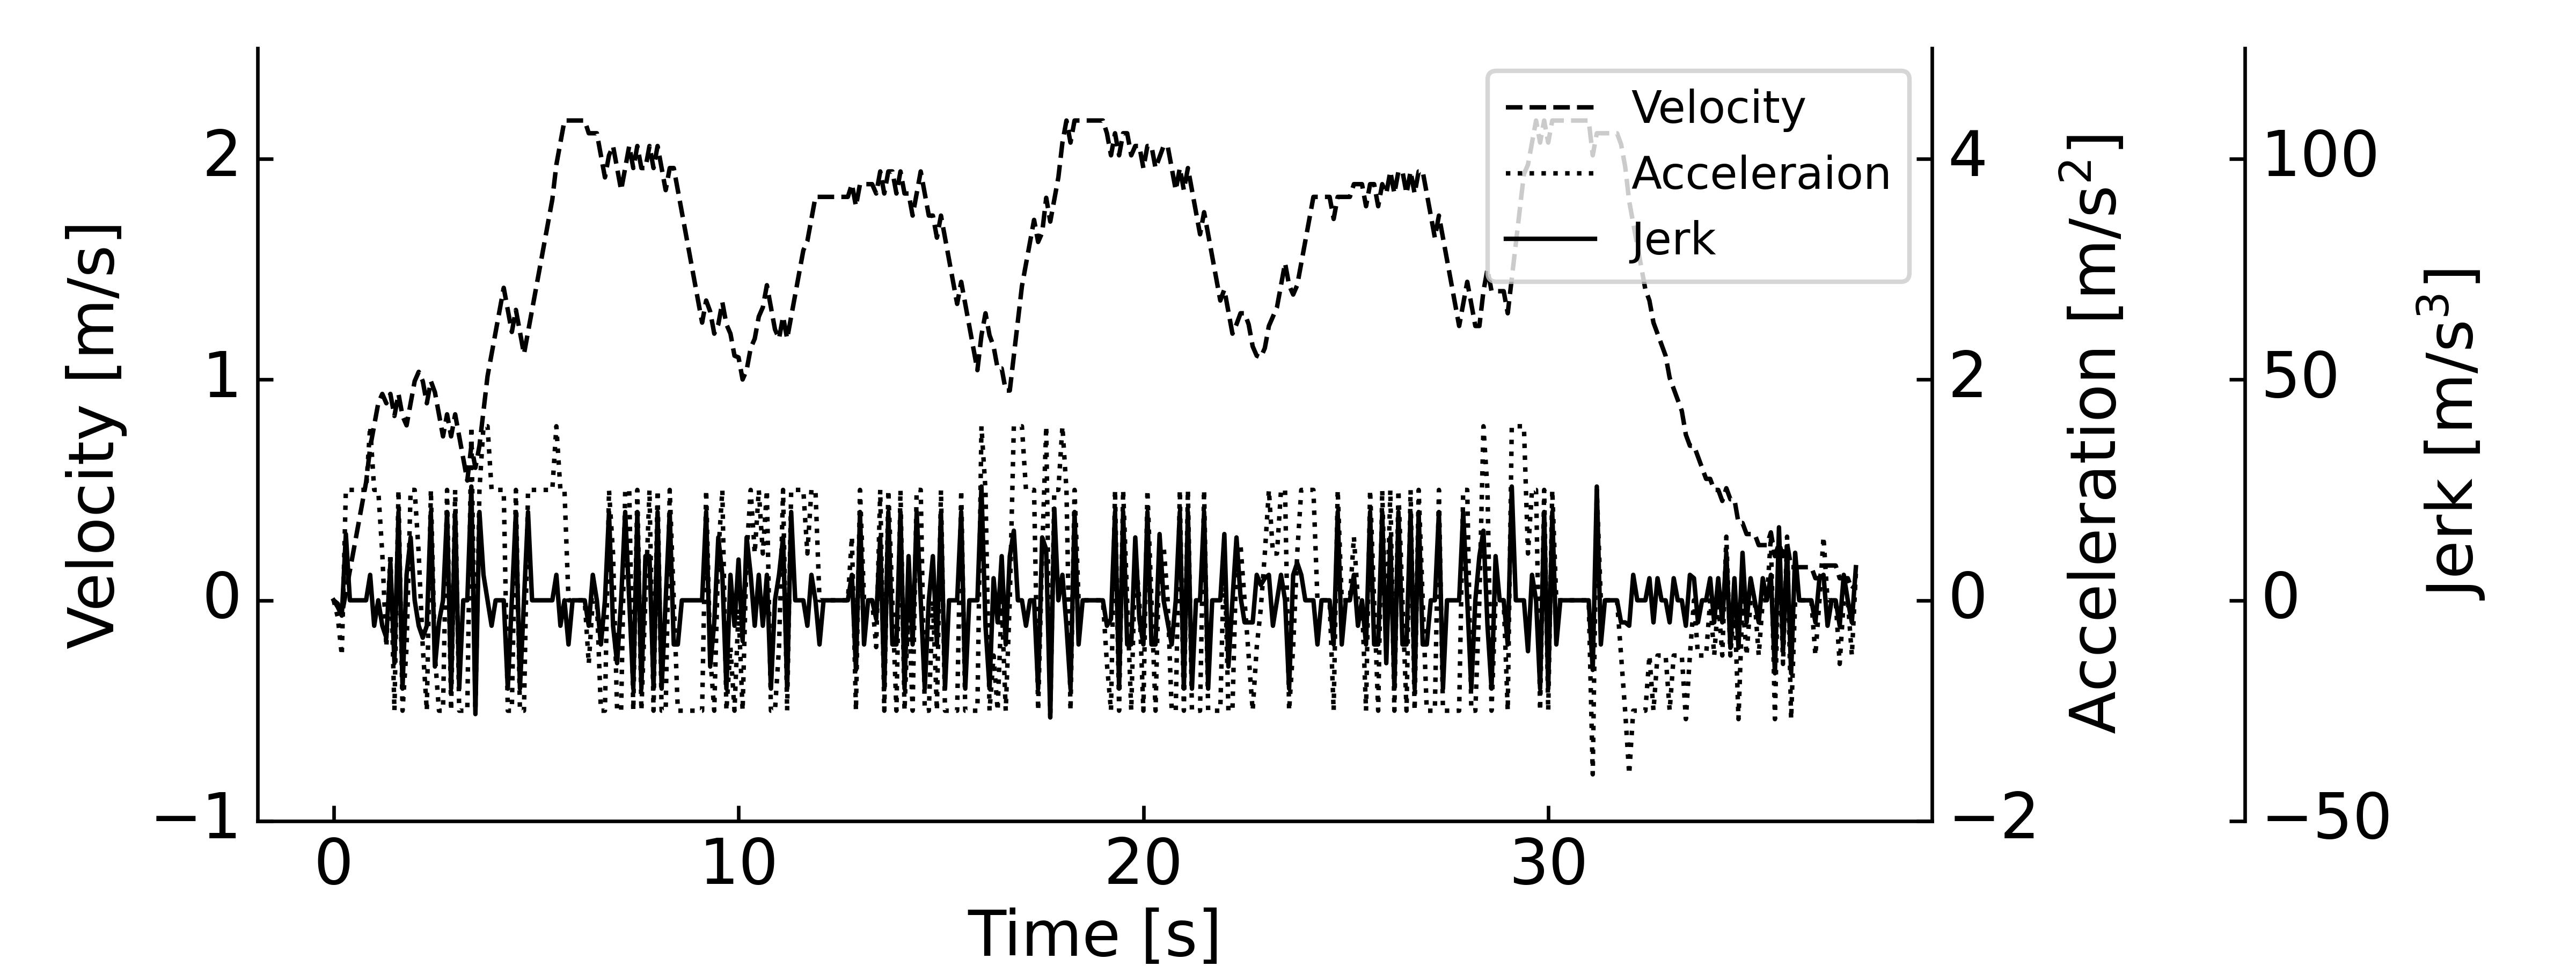 Velocity [m/s]
2
1
0
−1
0 10 20 30
Time [s]
Velocity
Acceleraion
Jerk
4
2
0
−2
Acceleration [m/s²]
100
50
0
−50
Jerk [m/s³]